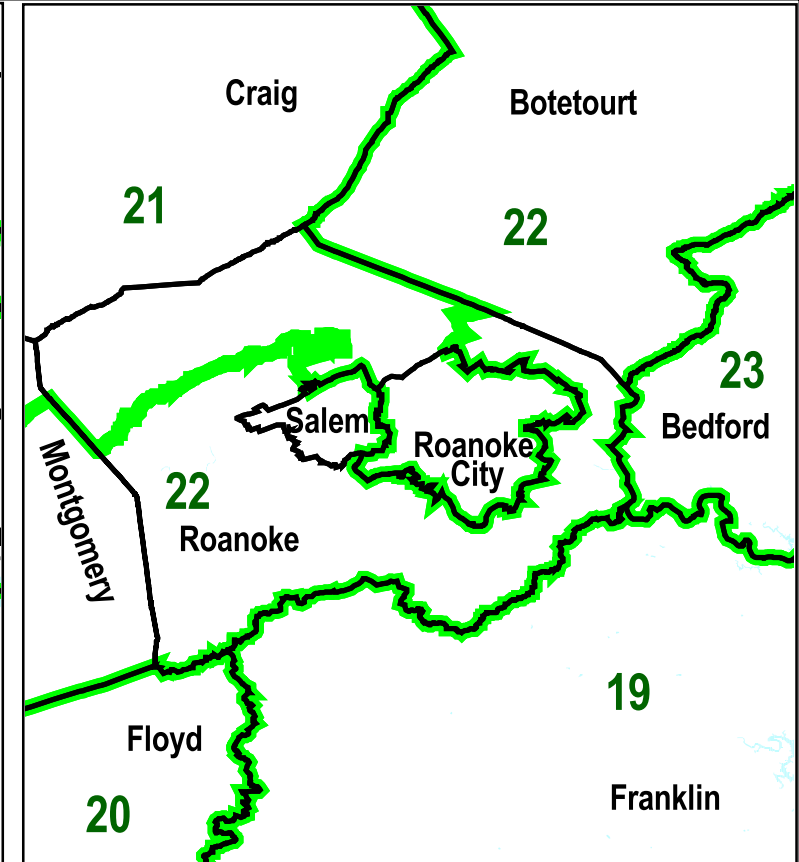 Craig
Botetourt
21
22
23
Bedford
Salem
Roanoke
City
Montgomery
22
Roanoke
19
Floyd
Franklin
20